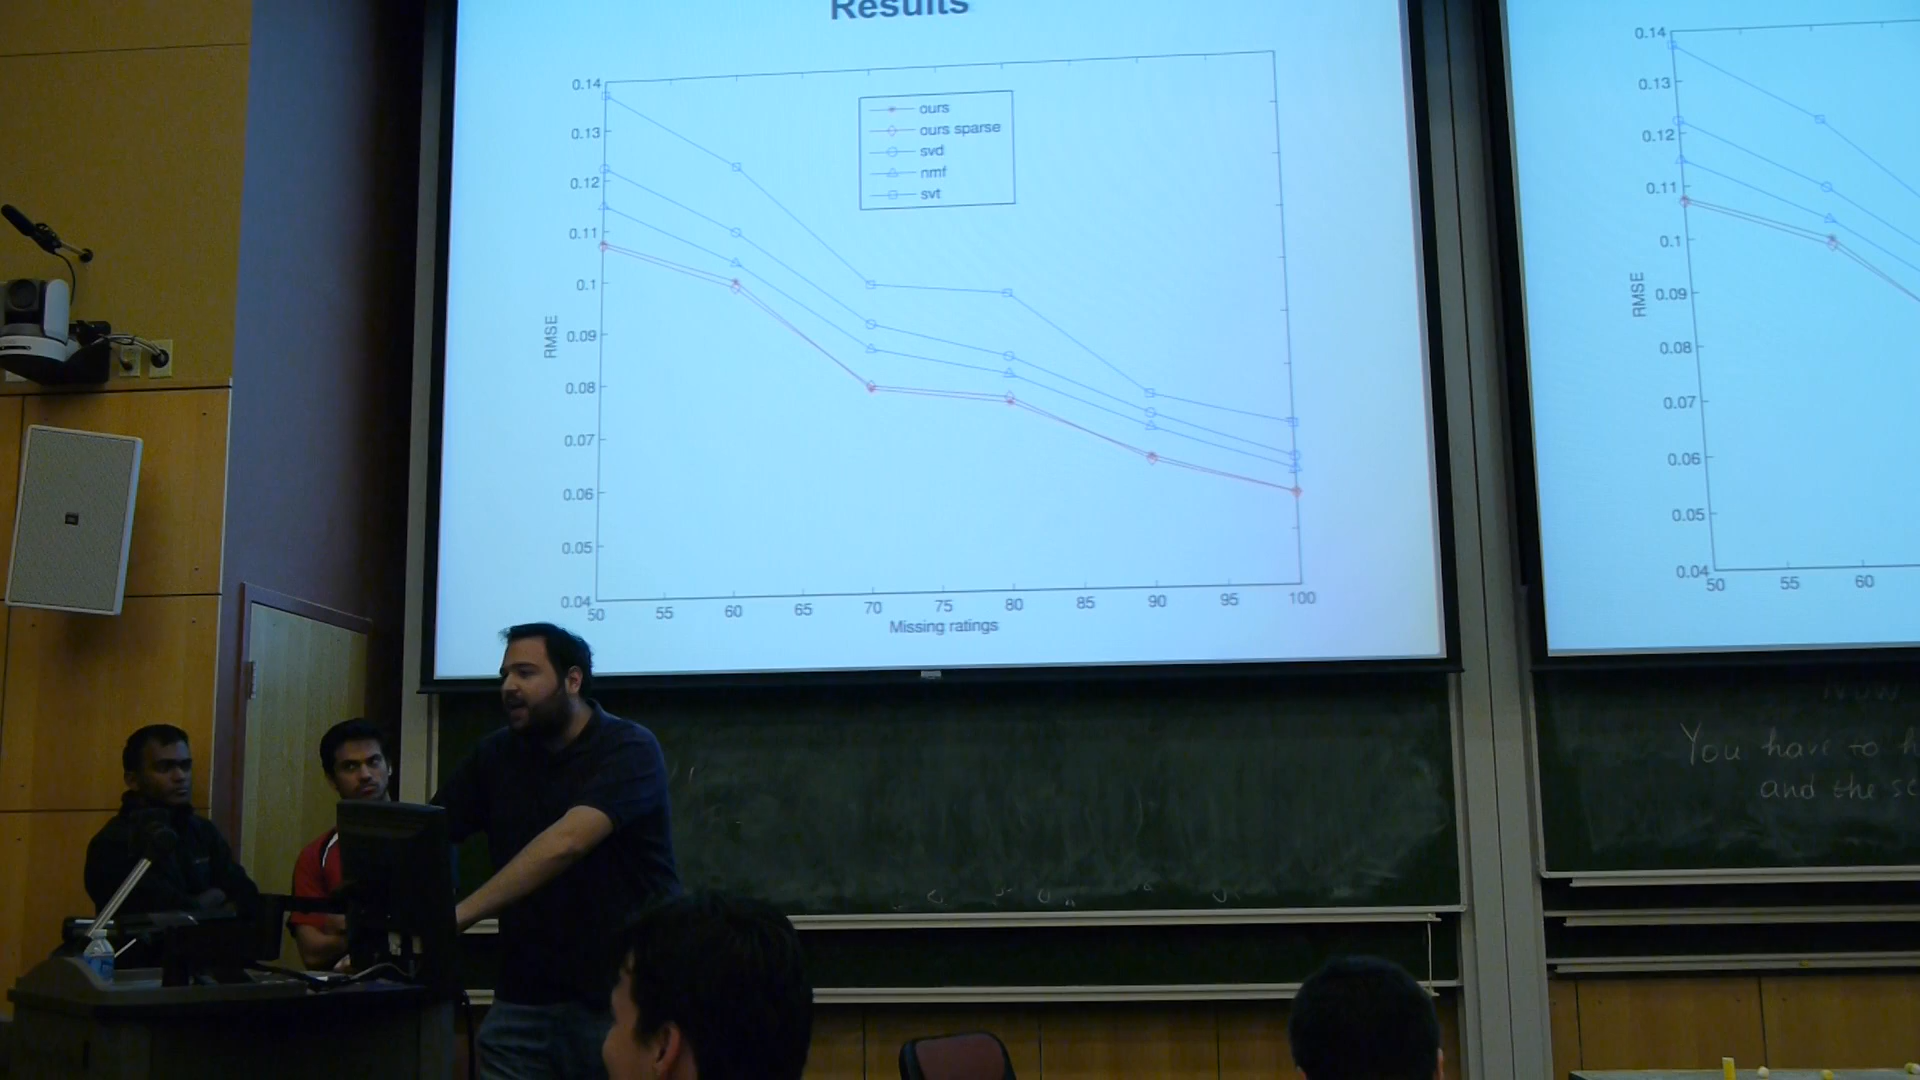 Results
0.14
0.13
0.12
0.11
0.1
0.09
0.08
0.07
0.06
0.05
0.04
RMSE
ours
ours sparse
svd
nmf
svt
50 55 60 65 70 75 80 85 90 95 100
Missing ratings
0.14
0.13
0.12
0.11
0.1
0.09
0.08
0.07
0.06
0.05
0.04
RMSE
50 55 60
Now
You have to
and the